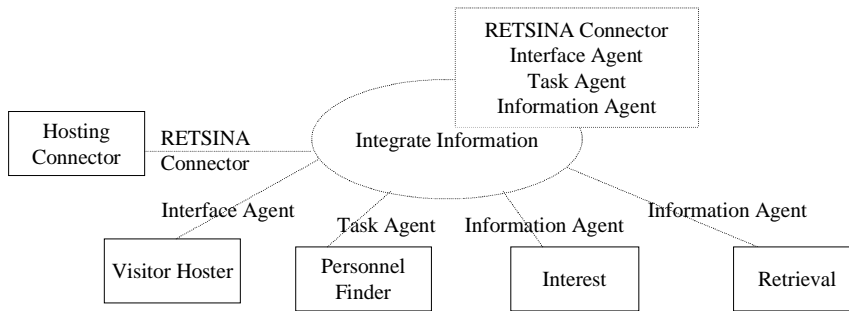 RETSINA Connector
Interface Agent
Task Agent
Information Agent
Integrate Information
Hosting
Connector
RETSINA
Connector
Interface Agent
Task Agent
Information Agent
Information Agent
Visitor Hoster
Personnel
Finder
Interest
Retrieval